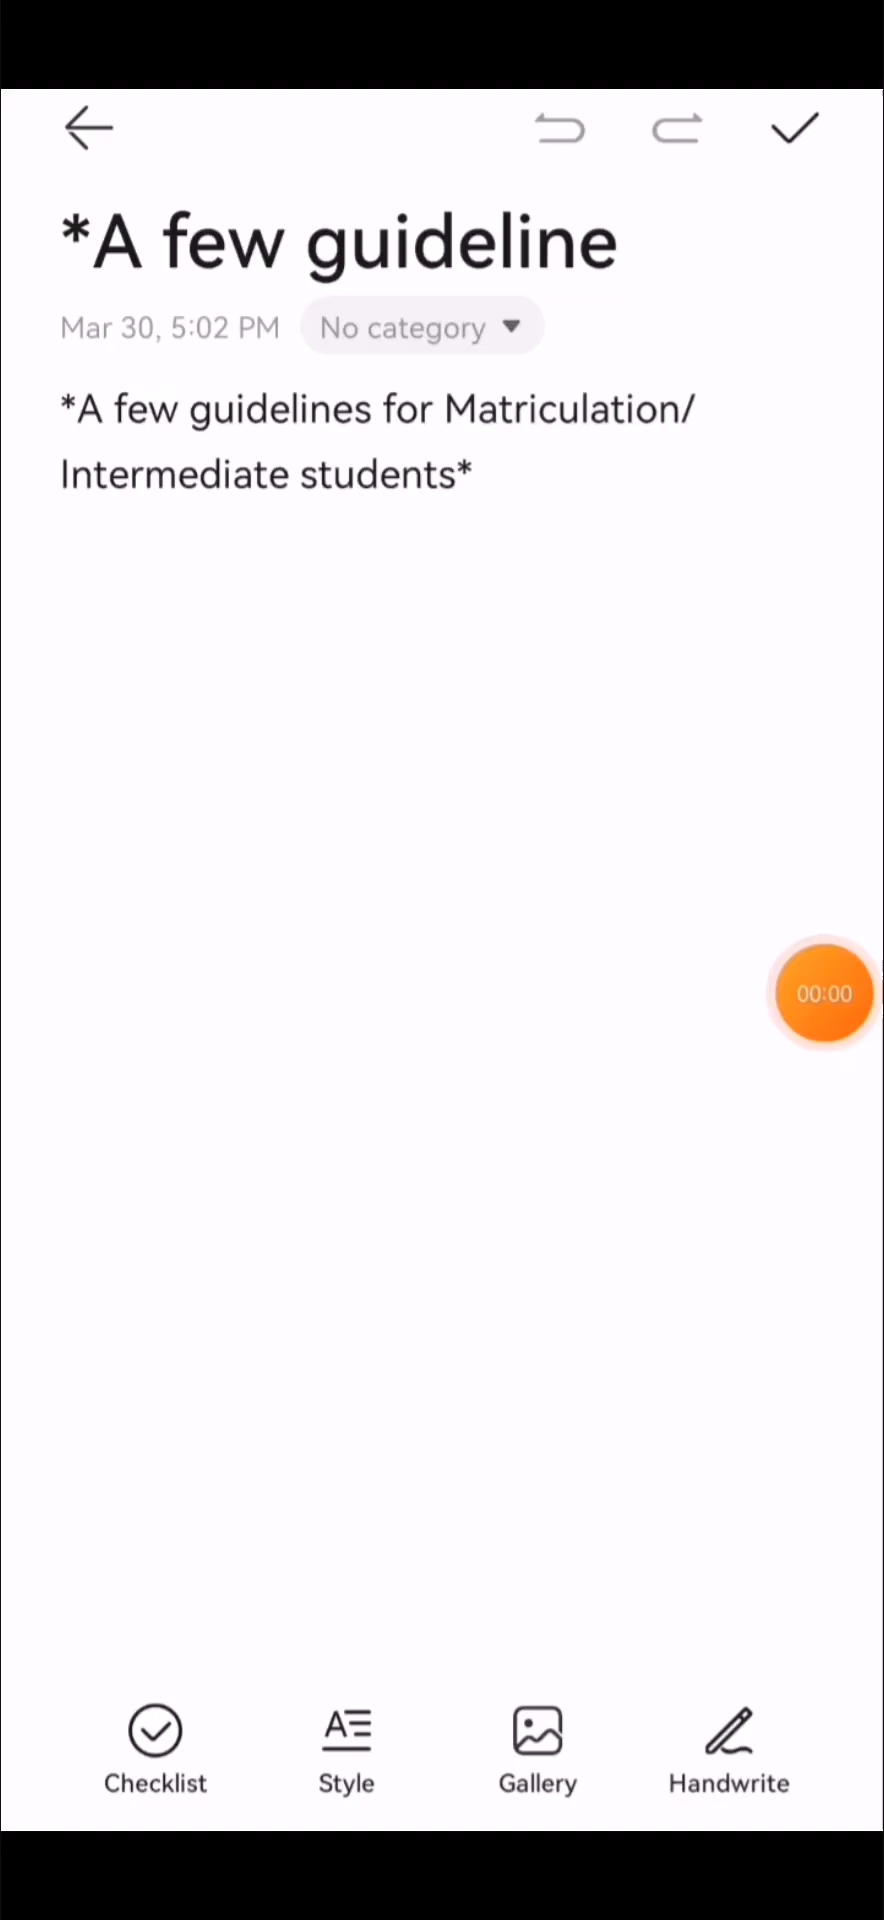 *A few guideline
Mar 30, 5:02 PM No category
*A few guidelines for Matriculation/
Intermediate students*
00:00
Checklist Style Gallery Handwrite